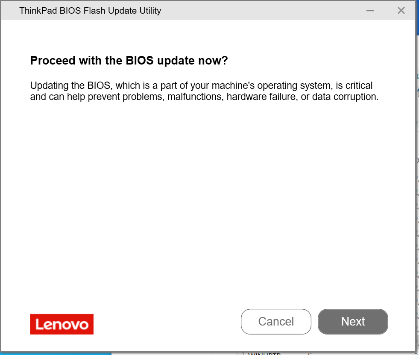 ThinkPad BIOS Flash Update Utility
Proceed with the BIOS update now?
Updating the BIOS, which is a part of your machine's operating system, is critical
and can help prevent problems, malfunctions, hardware failure, or data corruption.
Lenovo
Cancel
Next